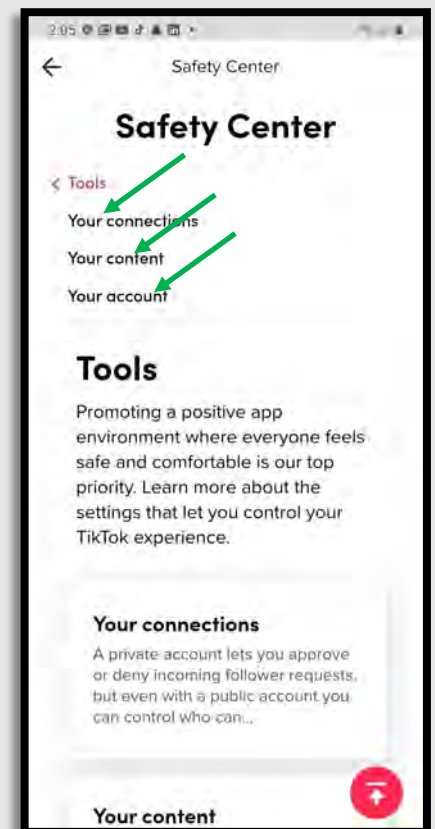 2:05
Safety Center
Safety Center
< Tools
Your connections
Your content
Your account
Tools
Promoting a positive app
environment where everyone feels
safe and comfortable is our top
priority. Learn more about the
settings that let you control your
TikTok experience.
Your connections
A private account lets you approve
or deny incoming follower requests,
but even with a public account you
can control who can...
Your content